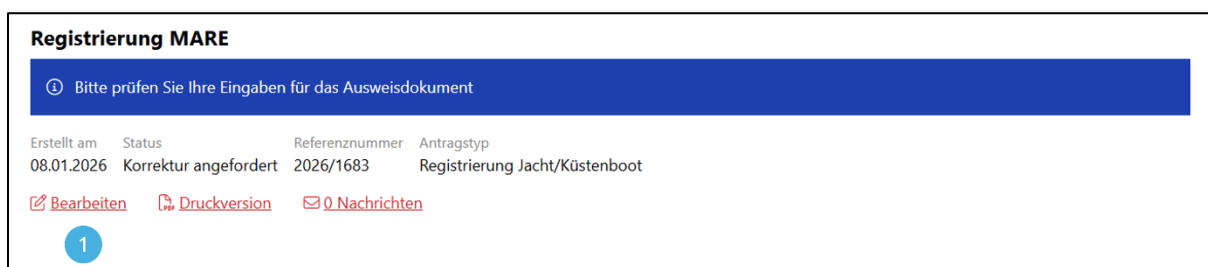 Registrierung MARE
Bitte prüfen Sie Ihre Eingaben für das Ausweisdokument
Erstellt am Status Referenznummer Antragstyp
08.01.2026 Korrektur angefordert 2026/1683 Registrierung Jacht/Küstenboot
Bearbeiten Druckversion 0 Nachrichten
1